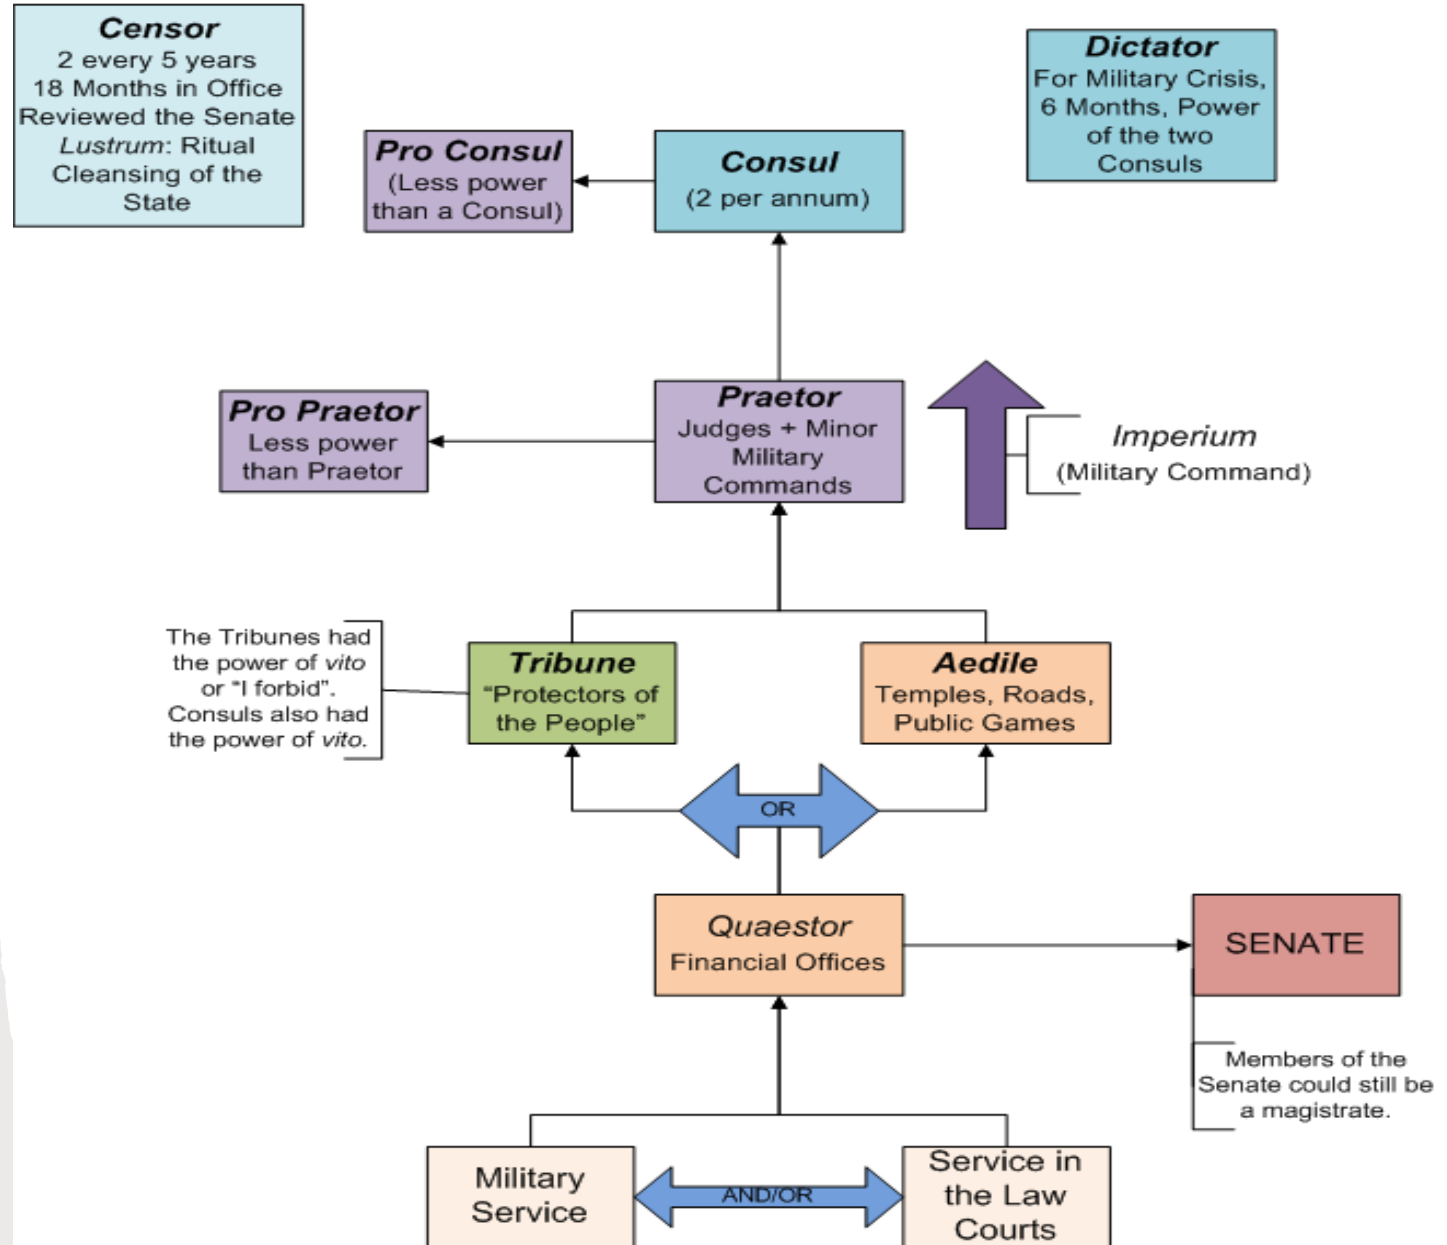 Censor
2 every 5 years
18 Months in Office
Reviewed the Senate
Lustrum: Ritual
Cleansing of the
State
Dictator
For Military Crisis,
6 Months, Power
of the two
Consuls
Pro Consul
(Less power
than a Consul)
Consul
(2 per annum)
Pro Praetor
Less power
than Praetor
Praetor
Judges + Minor
Military
Commands
Imperium
(Military Command)
The Tribunes had
the power of vito
or “I forbid”.
Consuls also had
the power of vito.
Tribune
“Protectors of
the People”
Aedile
Temples, Roads,
Public Games
OR
Quaestor
Financial Offices
SENATE
Members of the
Senate could still be
a magistrate.
Military
Service
AND/OR
Service in
the Law
Courts